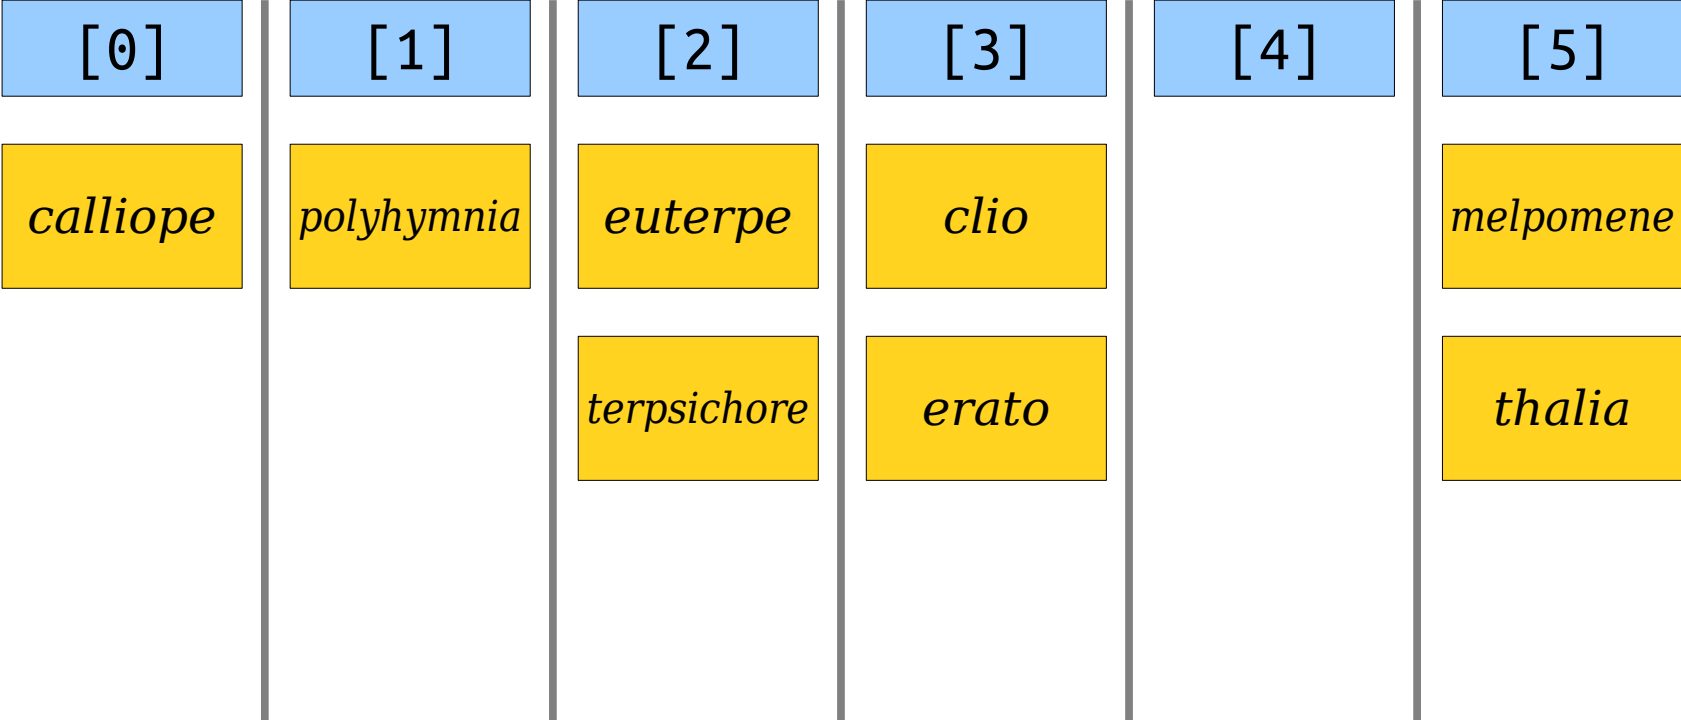 [0] [1] [2] [3] [4] [5]
calliope polyhymnia euterpe clio melpomene
terpsichore erato thalia